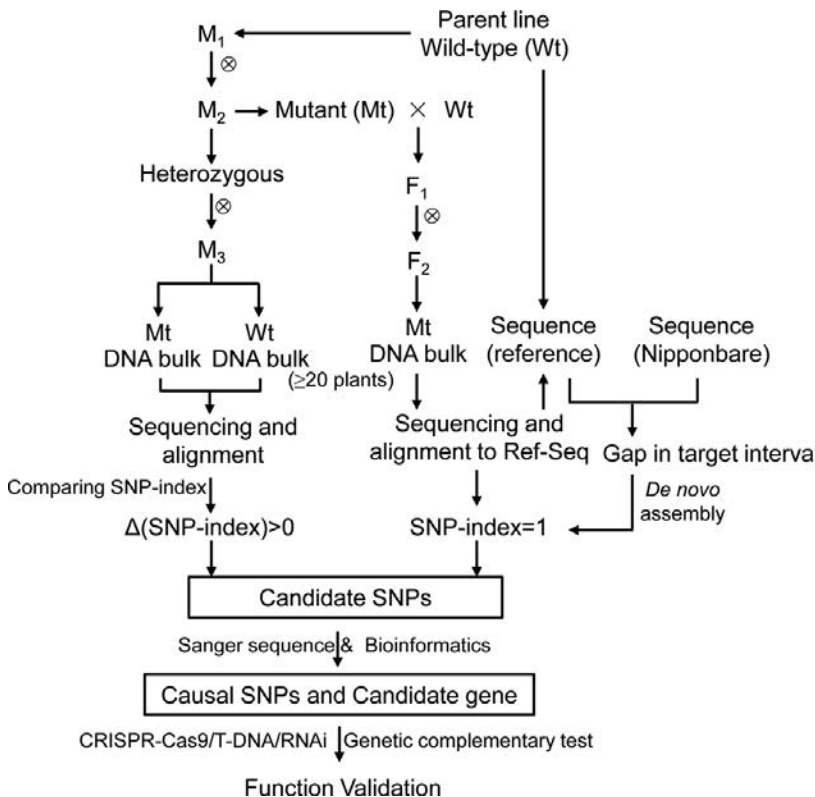 Parent line
Wild-type (Wt)
M₁
⊗
M₂
Mutant (Mt) × Wt
Heterozygous
⊗
M₃
F₁
⊗
F₂
Mt
DNA bulk
Wt
DNA bulk
(≥20 plants)
Mt
DNA bulk
Sequence
(reference)
Sequence
(Nipponbare)
Sequencing and
alignment
Sequencing and
alignment to Ref-Seq
Gap in target interva
Comparing SNP-index
De novo
assembly
Δ(SNP-index)>0
SNP-index=1
Candidate SNPs
Sanger sequence & Bioinformatics
Causal SNPs and Candidate gene
CRISPR-Cas9/T-DNA/RNAi Genetic complementary test
Function Validation